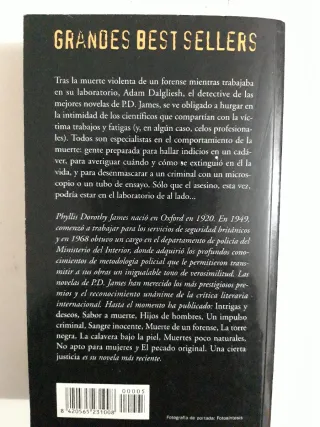 GRANDES BEST SELLERS
Tras la muerte violenta de un forense mientras trabajaba
en su laboratorio, Adam Dalgliesh, el detective de las
mejores novelas de P.D. James, se ve obligado a hurgar en
la intimidad de los científicos que compartían con la víc-
tima trabajos y fatigas (y, en algún caso, celos profesiona-
les). Todos son especialistas en el comportamiento de la
muerte: gente preparada para hallar indicios en un cadá-
ver, para averiguar cuándo y cómo se extinguió en él la
vida, y para desenmascarar a un criminal con un micros-
copio o un tubo de ensayo. Sólo que el asesino, esta vez,
podría estar en el laboratorio de al lado...
Phyllis Dorothy James nació en Oxford en 1920. En 1949,
comenzó a trabajar para los servicios de seguridad británicos
y en 1968 obtuvo un cargo en el departamento de policía del
Ministerio del Interior, donde adquirió los profundos cono-
cimientos de metodología policial que le permitieron transmi-
tir a sus obras un inigualable tono de verosimilitud. Las
novelas de P.D. James han merecido los más prestigiosos pre-
mios y el reconocimiento unánime de la crítica literaria
internacional. Hasta el momento ha publicado: Intrigas y
deseos, Sabor a muerte, Hijos de hombres, Un impulso
criminal, Sangre inocente, Muerte de un forense, La torre
negra, La calavera bajo la piel, Muertes poco naturales,
No apto para mujeres y El pecado original. Una cierta
justicia es su novela más reciente.
00005
8 420565 231008
Fotografía de portada: Fotoanimales